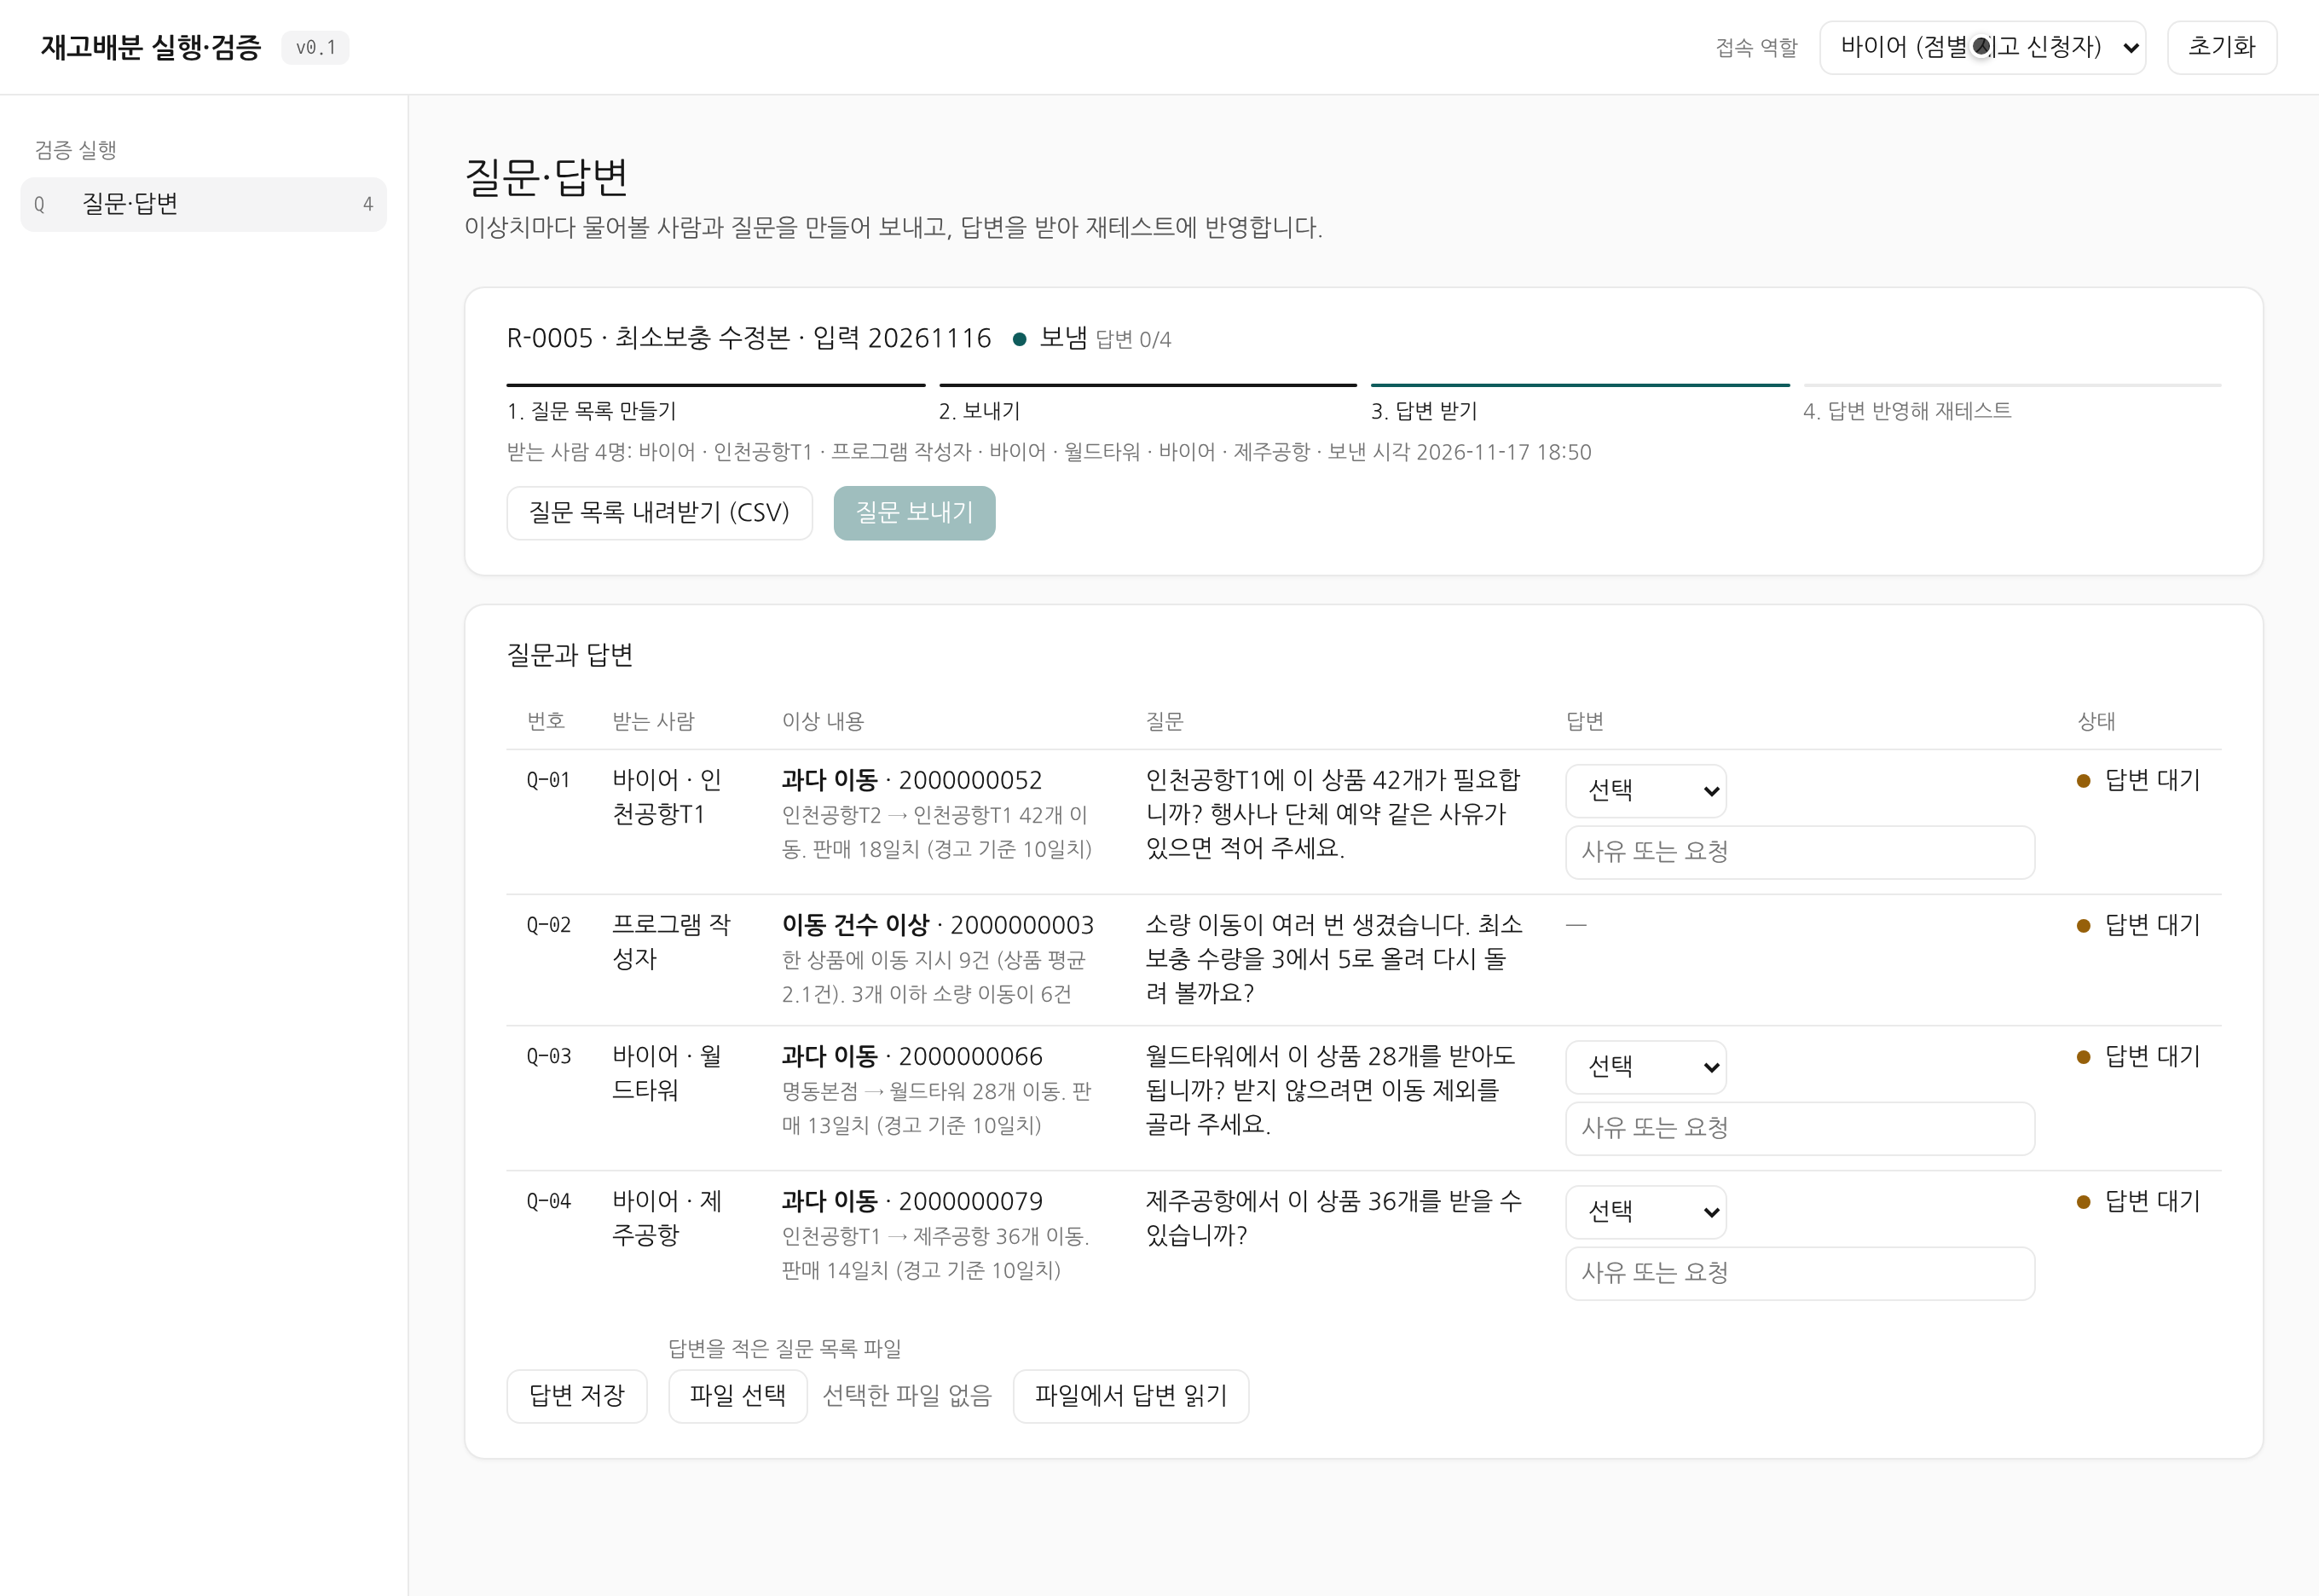 재고배분 실행·검증 v0.1
접속 역할 바이어 (점별 고 신청자) 초기화
검증 실행
Q 질문·답변 4
질문·답변
이상치마다 물어볼 사람과 질문을 만들어 보내고, 답변을 받아 재테스트에 반영합니다.
R-0005 · 최소보충 수정본 · 입력 20261116 보냄 답변 0/4
1. 질문 목록 만들기
2. 보내기
3. 답변 받기
4. 답변 반영해 재테스트
받는 사람 4명: 바이어 · 인천공항T1 · 프로그램 작성자 · 바이어 · 월드타워 · 바이어 · 제주공항 · 보낸 시각 2026-11-17 18:50
질문 목록 내려받기 (CSV) 질문 보내기
질문과 답변
번호 받는 사람 이상 내용 질문 답변 상태
Q-01
바이어 · 인
천공항T1
과다 이동 · 2000000052
인천공항T2 → 인천공항T1 42개 이
동. 판매 18일치 (경고 기준 10일치)
인천공항T1에 이 상품 42개가 필요합
니까? 행사나 단체 예약 같은 사유가
있으면 적어 주세요.
선택
사유 또는 요청
답변 대기
Q-02
프로그램 작
성자
이동 건수 이상 · 2000000003
한 상품에 이동 지시 9건 (상품 평균
2.1건). 3개 이하 소량 이동이 6건
소량 이동이 여러 번 생겼습니다. 최소
보충 수량을 3에서 5로 올려 다시 돌
려 볼까요?
—
답변 대기
Q-03
바이어 · 월
드타워
과다 이동 · 2000000066
명동본점 → 월드타워 28개 이동. 판
매 13일치 (경고 기준 10일치)
월드타워에서 이 상품 28개를 받아도
됩니까? 받지 않으려면 이동 제외를
골라 주세요.
선택
사유 또는 요청
답변 대기
Q-04
바이어 · 제
주공항
과다 이동 · 2000000079
인천공항T1 → 제주공항 36개 이동.
판매 14일치 (경고 기준 10일치)
제주공항에서 이 상품 36개를 받을 수
있습니까?
선택
사유 또는 요청
답변 대기
답변을 적은 질문 목록 파일
답변 저장 파일 선택 선택한 파일 없음 파일에서 답변 읽기